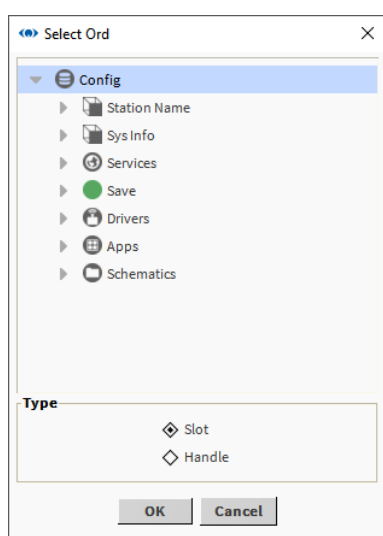 Select Ord
Config
Station Name
Sys Info
Services
Save
Drivers
Apps
Schematics
Type
Slot
Handle
OK Cancel